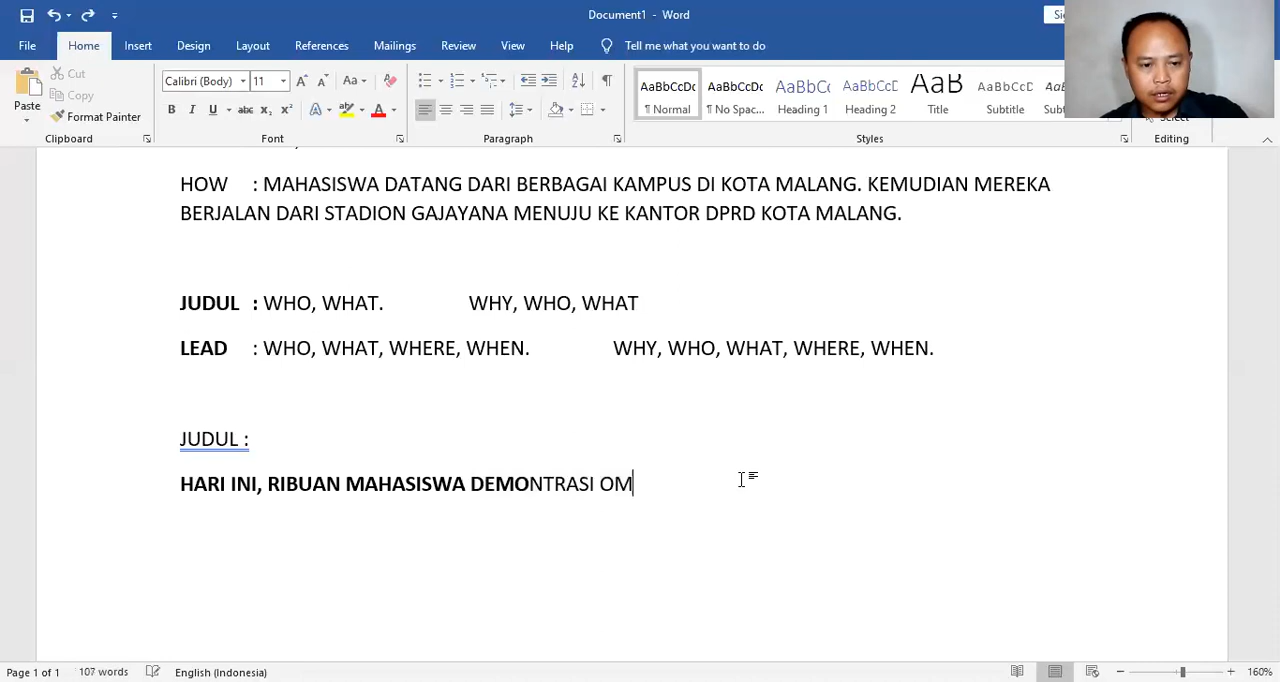 Document1 - Word
File Home Insert Design Layout References Mailings Review View Help Tell me what you want to do
Paste Cut Copy Format Painter
Calibri (Body) 11
AaBbCcDc AaBbCcDc AaBbCc AaBbCcD AaB AaBbCcD
¶ Normal ¶ No Spac... Heading 1 Heading 2 Title Subtitle
Clipboard Font Paragraph Styles Editing
HOW : MAHASISWA DATANG DARI BERBAGAI KAMPUS DI KOTA MALANG. KEMUDIAN MEREKA
BERJALAN DARI STADION GAJAYANA MENUJU KE KANTOR DPRD KOTA MALANG.
JUDUL : WHO, WHAT. WHY, WHO, WHAT
LEAD : WHO, WHAT, WHERE, WHEN. WHY, WHO, WHAT, WHERE, WHEN.
JUDUL :
HARI INI, RIBUAN MAHASISWA DEMONTRASI OM
Page 1 of 1 107 words English (Indonesia) 160%